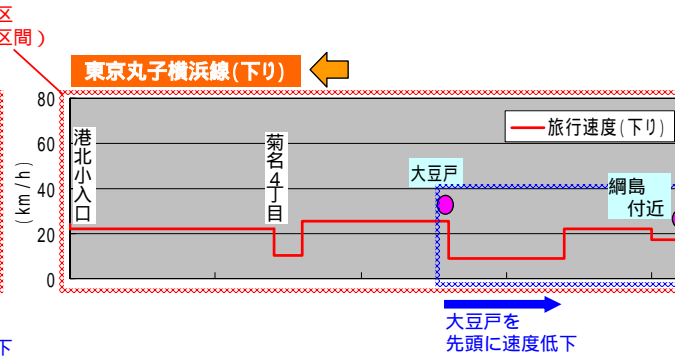 区
区間)
東京丸子横浜線(下り)
80
60
40
20
0
(km/h)
旅行速度(下り)
港北小入口
菊名4丁目
大豆戸
綱島
付近
大豆戸を
先頭に速度低下
下